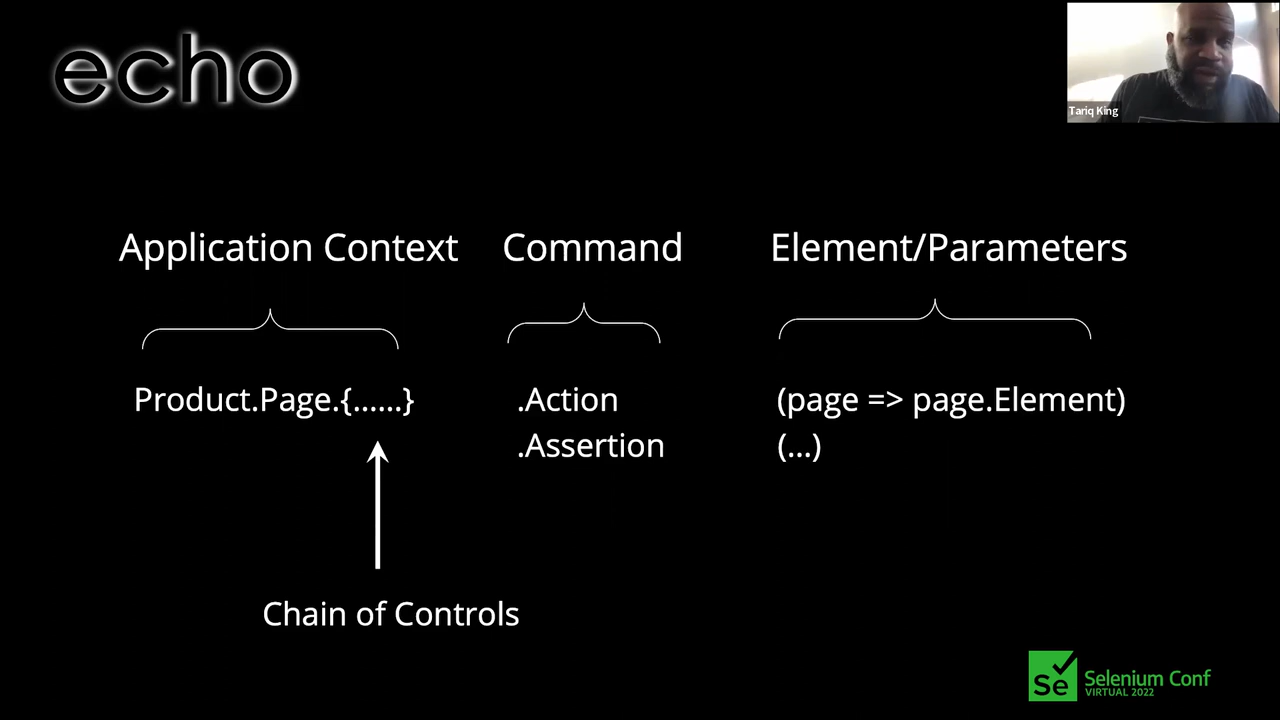 echo
Tariq King
Application Context
Command
Element/Parameters
Product.Page.{......}
.Action
(page => page.Element)
.Assertion
(...)
Chain of Controls
Se
Selenium Conf
VIRTUAL 2022